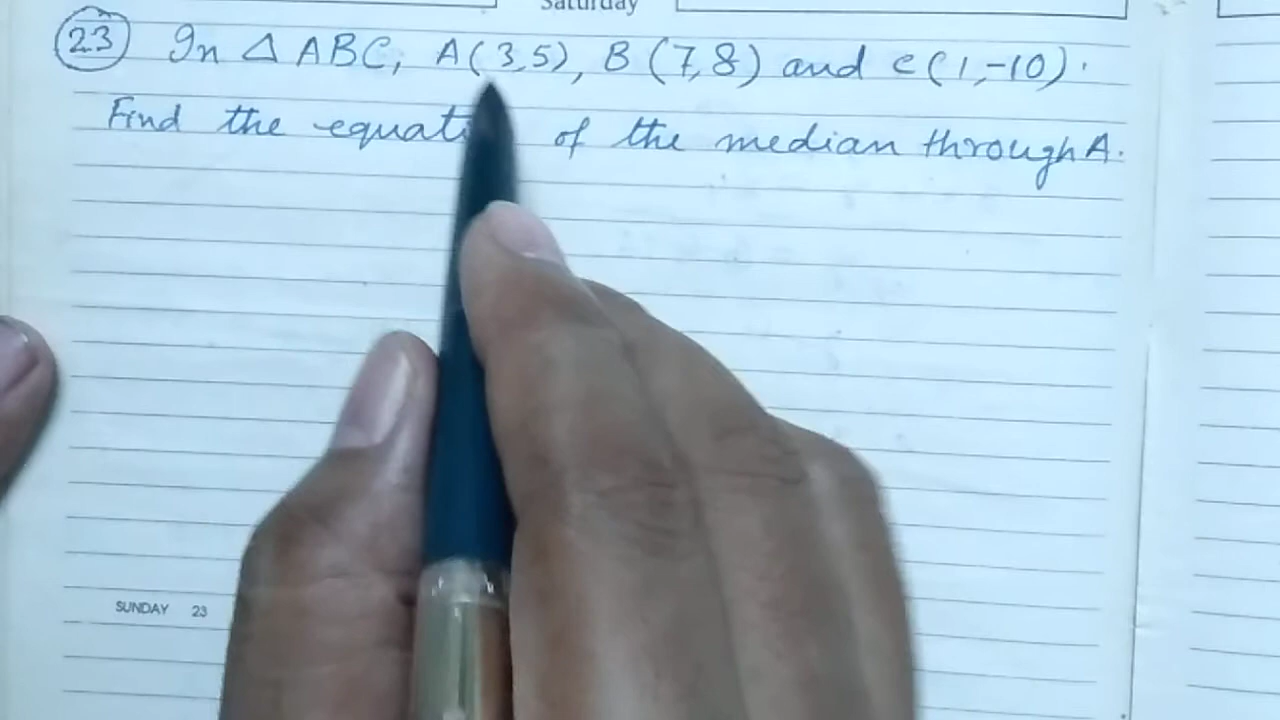 Saturday
23 In △ ABC, A(3,5), B(7,8) and C(1,-10).
Find the equati of the median through A.
SUNDAY 23